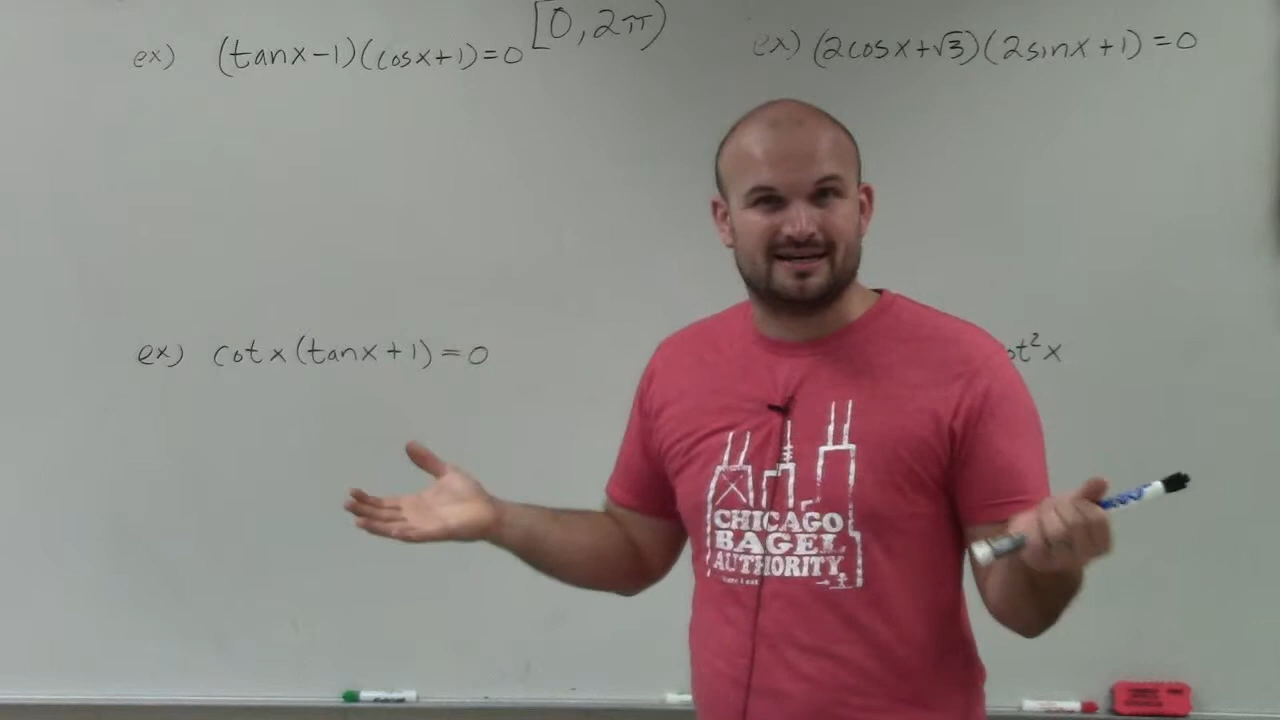 ex) (tanx-1)(cosx+1)=0 [0,2π)
ex) (2cosx+√3)(2sinx+1)=0
ex) cotx(tanx+1)=0
ot²x
CHICAGO
BAGEL
AUTHORITY